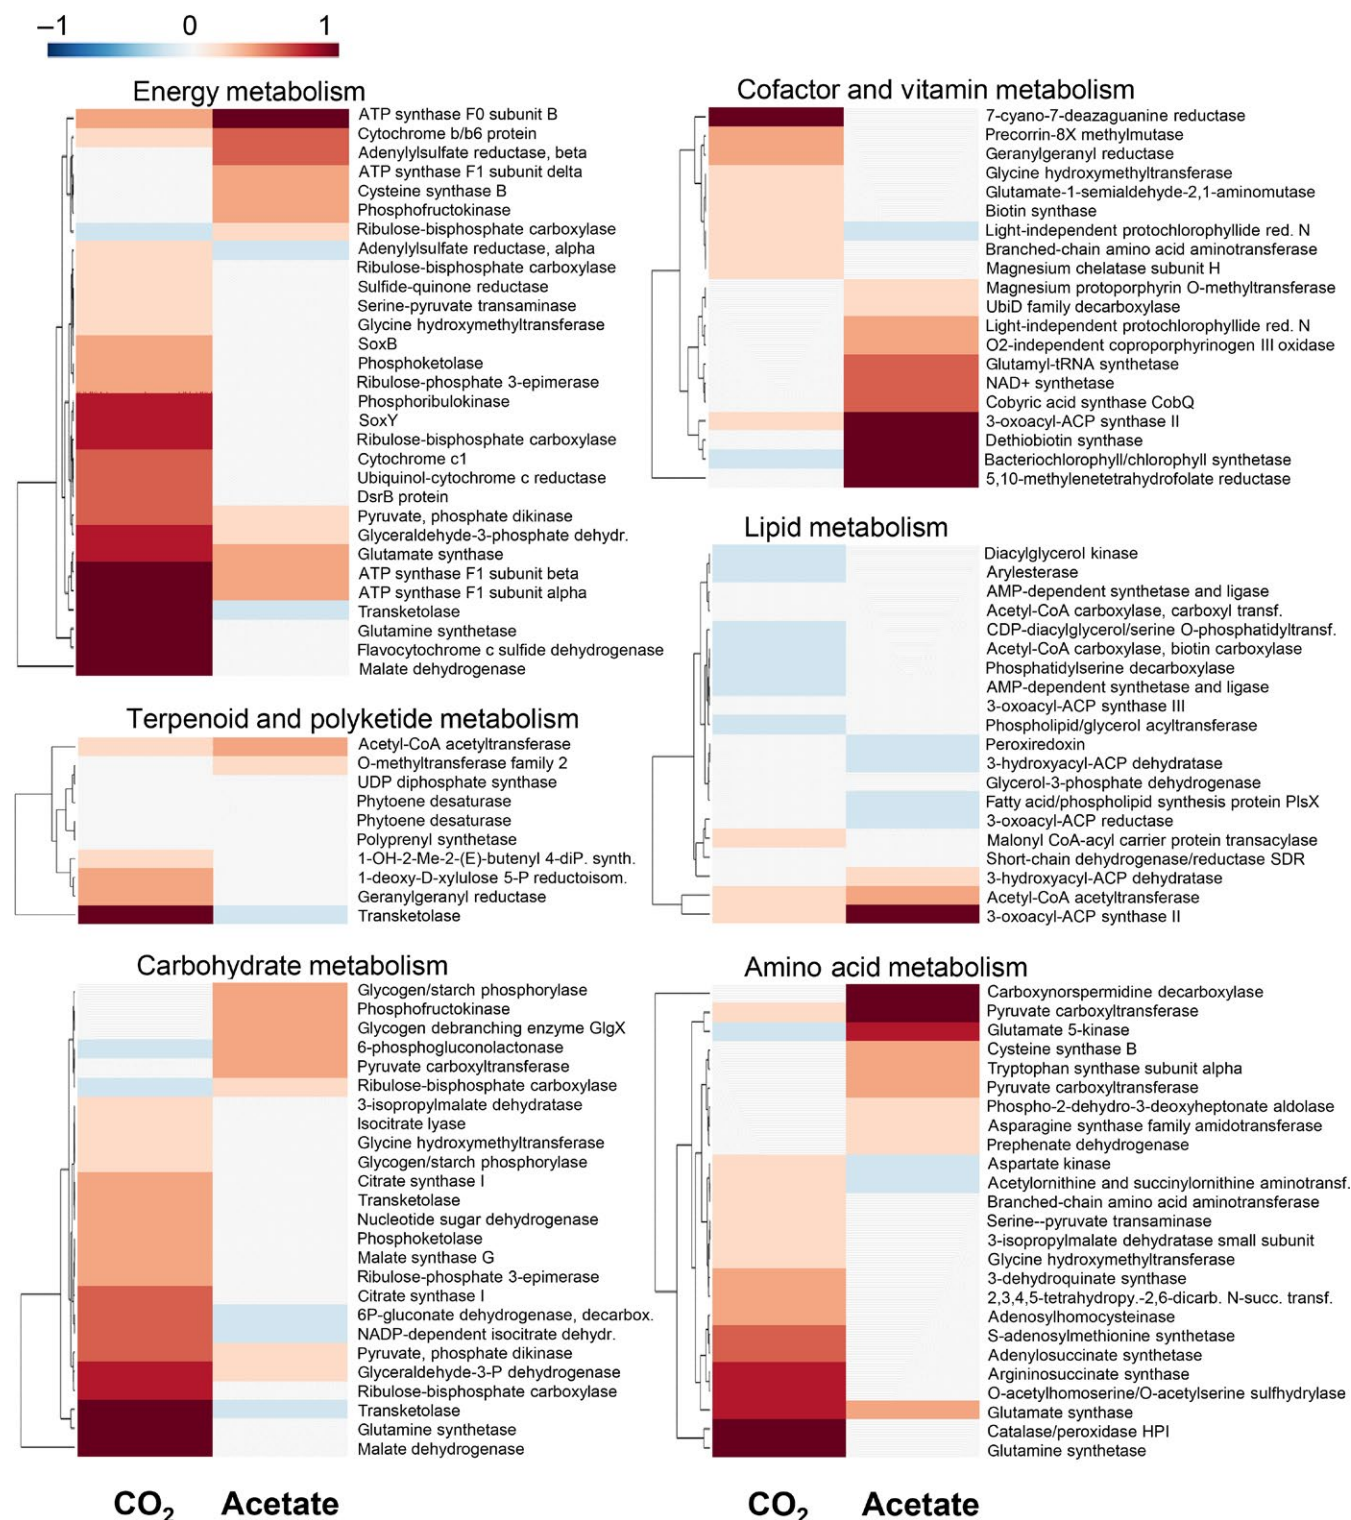 –1 0 1
Energy metabolism
ATP synthase F0 subunit B
Cytochrome b/b6 protein
Adenylylsulfate reductase, beta
ATP synthase F1 subunit delta
Cysteine synthase B
Phosphofructokinase
Ribulose-bisphosphate carboxylase
Adenylylsulfate reductase, alpha
Ribulose-bisphosphate carboxylase
Sulfide-quinone reductase
Serine-pyruvate transaminase
Glycine hydroxymethyltransferase
SoxB
Phosphoketolase
Ribulose-phosphate 3-epimerase
Phosphoribulokinase
SoxY
Ribulose-bisphosphate carboxylase
Cytochrome c1
Ubiquinol-cytochrome c reductase
DsrB protein
Pyruvate, phosphate dikinase
Glyceraldehyde-3-phosphate dehydr.
Glutamate synthase
ATP synthase F1 subunit beta
ATP synthase F1 subunit alpha
Transketolase
Glutamine synthetase
Flavocytochrome c sulfide dehydrogenase
Malate dehydrogenase
Terpenoid and polyketide metabolism
Acetyl-CoA acetyltransferase
O-methyltransferase family 2
UDP diphosphate synthase
Phytoene desaturase
Phytoene desaturase
Polyprenyl synthetase
1-OH-2-Me-2-(E)-butenyl 4-diP. synth.
1-deoxy-D-xylulose 5-P reductoisom.
Geranylgeranyl reductase
Transketolase
Carbohydrate metabolism
Glycogen/starch phosphorylase
Phosphofructokinase
Glycogen debranching enzyme GlgX
6-phosphogluconolactonase
Pyruvate carboxyltransferase
Ribulose-bisphosphate carboxylase
3-isopropylmalate dehydratase
Isocitrate lyase
Glycine hydroxymethyltransferase
Glycogen/starch phosphorylase
Citrate synthase I
Transketolase
Nucleotide sugar dehydrogenase
Phosphoketolase
Malate synthase G
Ribulose-phosphate 3-epimerase
Citrate synthase I
6P-gluconate dehydrogenase, decarbox.
NADP-dependent isocitrate dehydr.
Pyruvate, phosphate dikinase
Glyceraldehyde-3-P dehydrogenase
Ribulose-bisphosphate carboxylase
Transketolase
Glutamine synthetase
Malate dehydrogenase
CO₂ Acetate
Cofactor and vitamin metabolism
7-cyano-7-deazaguanine reductase
Precorrin-8X methylmutase
Geranylgeranyl reductase
Glycine hydroxymethyltransferase
Glutamate-1-semialdehyde-2,1-aminomutase
Biotin synthase
Light-independent protochlorophyllide red. N
Branched-chain amino acid aminotransferase
Magnesium chelatase subunit H
Magnesium protoporphyrin O-methyltransferase
UbiD family decarboxylase
Light-independent protochlorophyllide red. N
O2-independent coproporphyrinogen III oxidase
Glutamyl-tRNA synthetase
NAD+ synthetase
Cobyric acid synthase CobQ
3-oxoacyl-ACP synthase II
Dethiobiotin synthase
Bacteriochlorophyll/chlorophyll synthetase
5,10-methylenetetrahydrofolate reductase
Lipid metabolism
Diacylglycerol kinase
Arylesterase
AMP-dependent synthetase and ligase
Acetyl-CoA carboxylase, carboxyl transf.
CDP-diacylglycerol/serine O-phosphatidyltransf.
Acetyl-CoA carboxylase, biotin carboxylase
Phosphatidylserine decarboxylase
AMP-dependent synthetase and ligase
3-oxoacyl-ACP synthase III
Phospholipid/glycerol acyltransferase
Peroxiredoxin
3-hydroxyacyl-ACP dehydratase
Glycerol-3-phosphate dehydrogenase
Fatty acid/phospholipid synthesis protein PlsX
3-oxoacyl-ACP reductase
Malonyl CoA-acyl carrier protein transacylase
Short-chain dehydrogenase/reductase SDR
3-hydroxyacyl-ACP dehydratase
Acetyl-CoA acetyltransferase
3-oxoacyl-ACP synthase II
Amino acid metabolism
Carboxynorspermidine decarboxylase
Pyruvate carboxyltransferase
Glutamate 5-kinase
Cysteine synthase B
Tryptophan synthase subunit alpha
Pyruvate carboxyltransferase
Phospho-2-dehydro-3-deoxyheptonate aldolase
Asparagine synthase family amidotransferase
Prephenate dehydrogenase
Aspartate kinase
Acetylornithine and succinylornithine aminotransf.
Branched-chain amino acid aminotransferase
Serine--pyruvate transaminase
3-isopropylmalate dehydratase small subunit
Glycine hydroxymethyltransferase
3-dehydroquinate synthase
2,3,4,5-tetrahydropy.-2,6-dicarb. N-succ. transf.
Adenosylhomocysteinase
S-adenosylmethionine synthetase
Adenylosuccinate synthetase
Argininosuccinate synthase
O-acetylhomoserine/O-acetylserine sulfhydrylase
Glutamate synthase
Catalase/peroxidase HPI
Glutamine synthetase
CO₂ Acetate